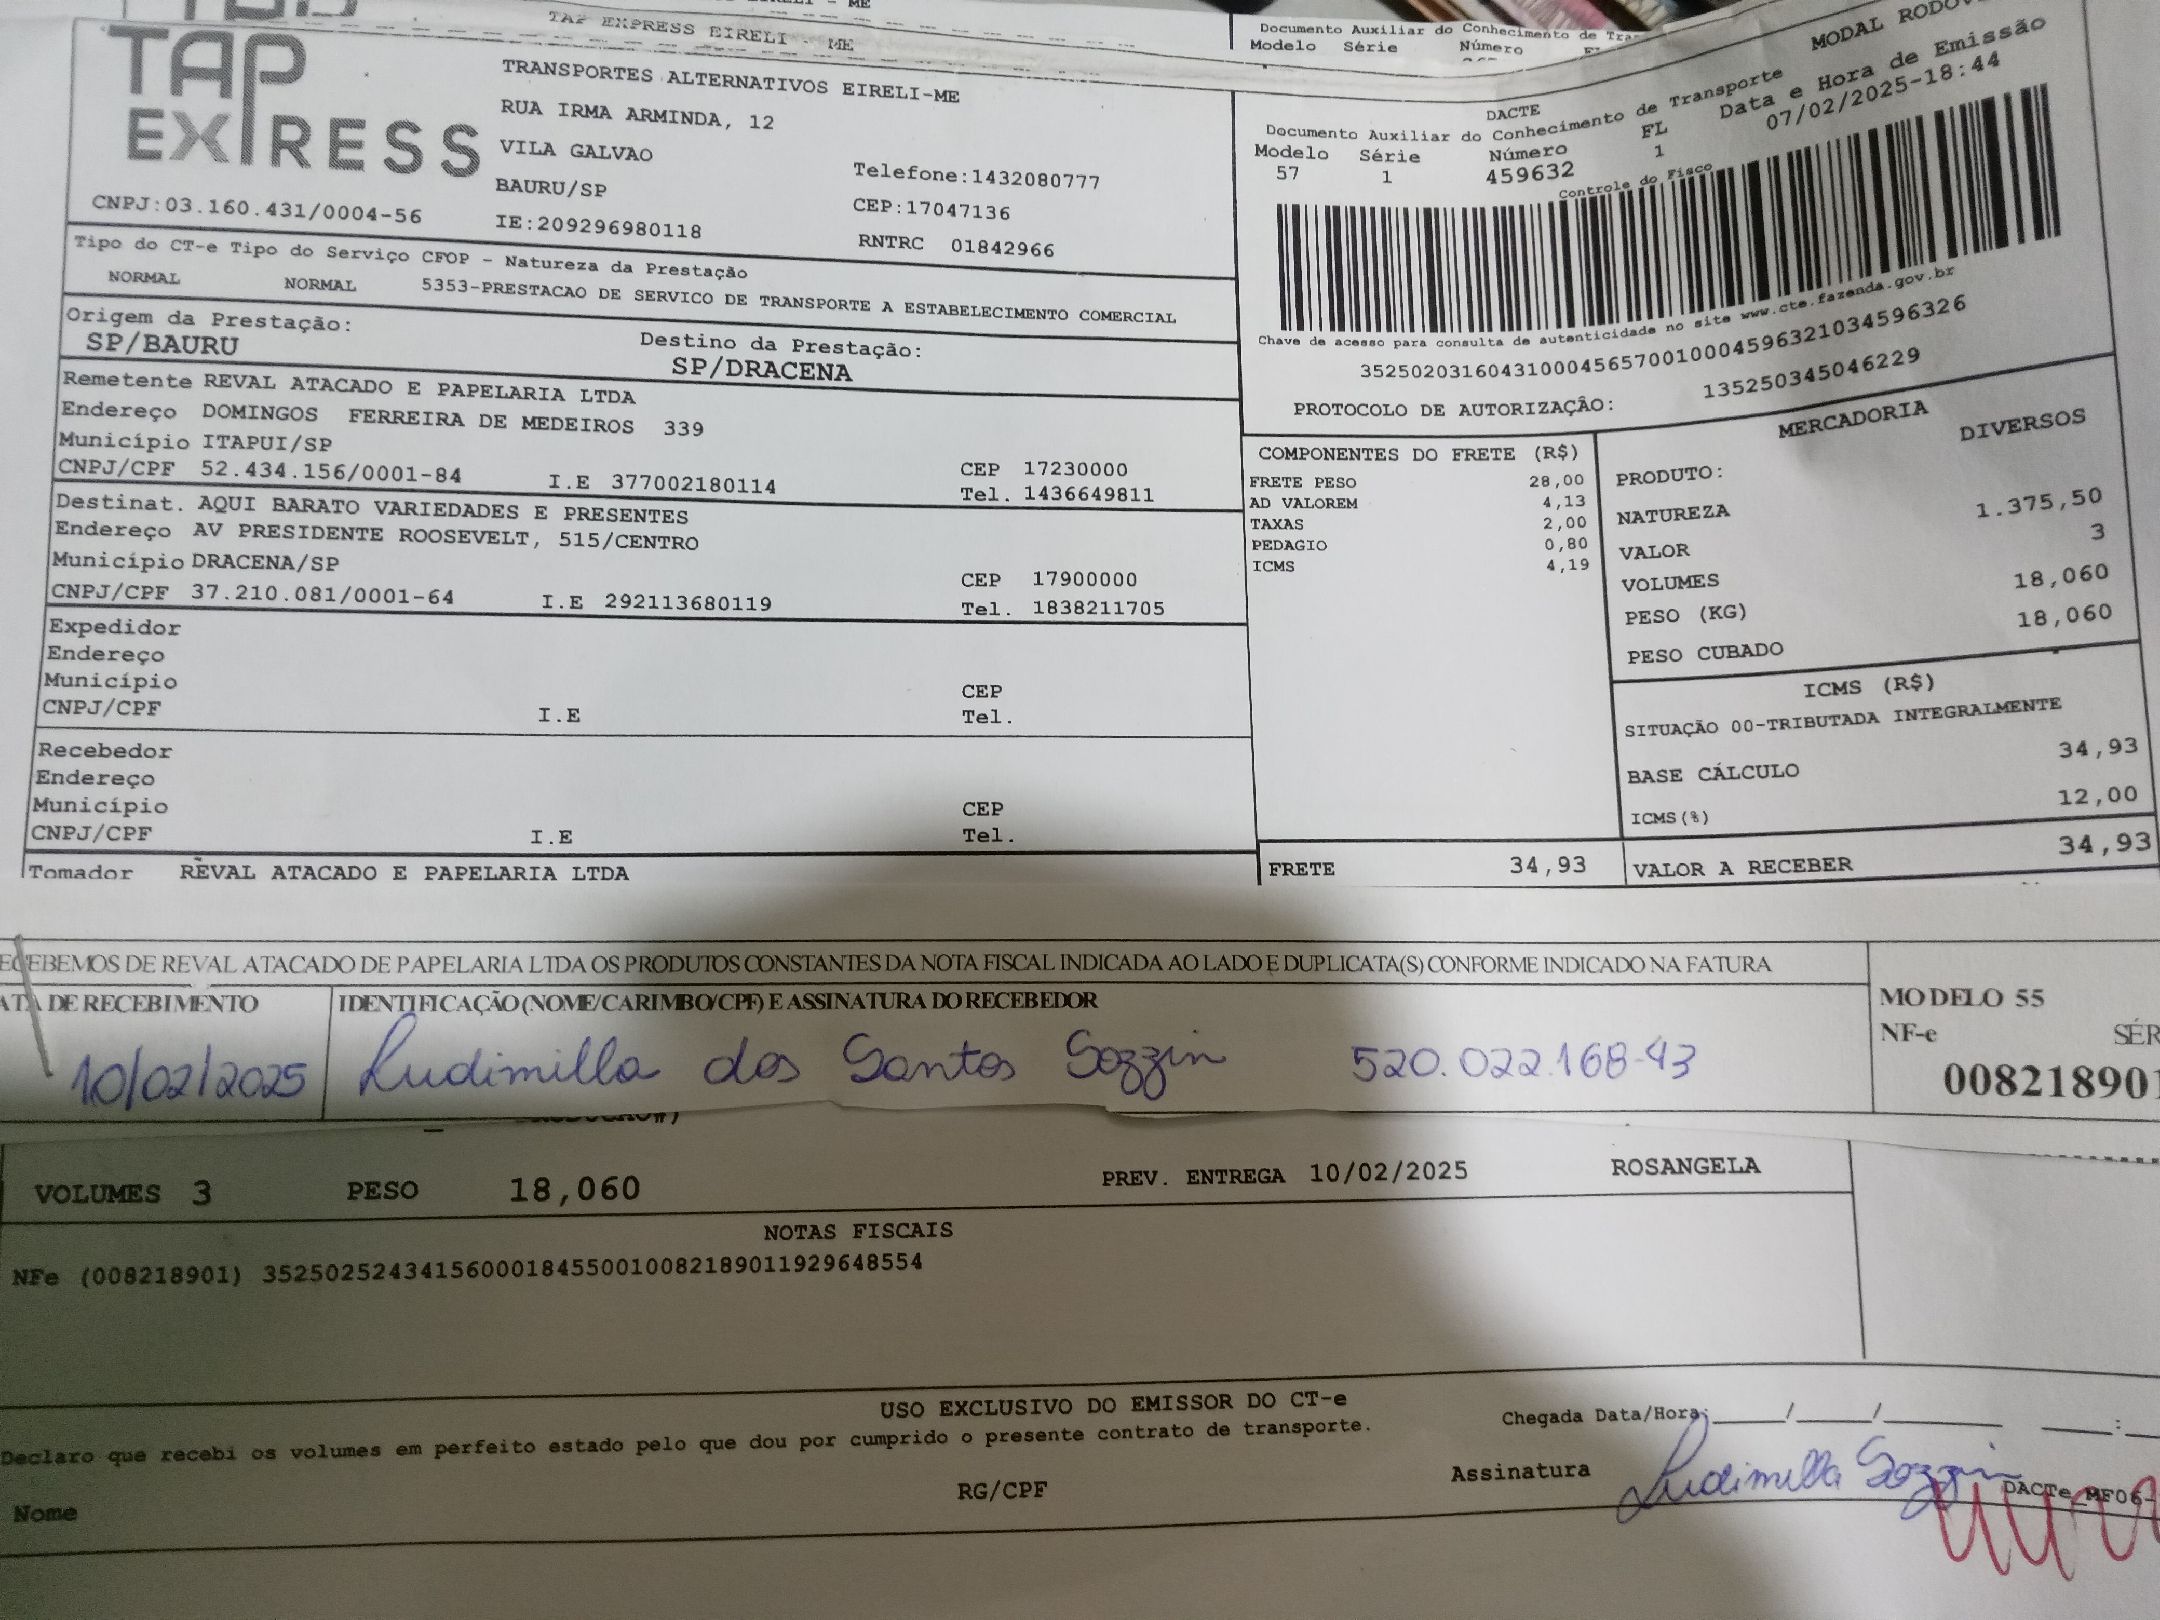 TAP EXPRESS EIRELI - ME
Documento Auxiliar do Conhecimento de
Modelo Série Número
TAP EXPRESS
TRANSPORTES ALTERNATIVOS EIRELI-ME
RUA IRMA ARMINDA, 12
VILA GALVAO
Telefone:1432080777
BAURU/SP
CEP:17047136
CNPJ:03.160.431/0004-56
IE:209296980118
RNTRC 01842966
DACTE
MODAL
Documento Auxiliar do Conhecimento de Transporte
Data e Hora de Emissão
Modelo Série Número FL
07/02/2025-18:44
57 1 459632 1
Controle do Fisco
Chave de acesso para consulta de autenticidade no site www.cte.fazenda.gov.br
35250203160431000456570010004596321034596326
PROTOCOLO DE AUTORIZAÇÂO: 135250345046229
Tipo do CT-e Tipo do Serviço CFOP - Natureza da Prestação
NORMAL NORMAL 5353-PRESTACAO DE SERVICO DE TRANSPORTE A ESTABELECIMENTO COMERCIAL
Origem da Prestação: Destino da Prestação:
SP/BAURU SP/DRACENA
Remetente REVAL ATACADO E PAPELARIA LTDA
Endereço DOMINGOS FERREIRA DE MEDEIROS 339
Município ITAPUI/SP CEP 17230000
CNPJ/CPF 52.434.156/0001-84 I.E 377002180114 Tel. 1436649811
Destinat. AQUI BARATO VARIEDADES E PRESENTES
Endereço AV PRESIDENTE ROOSEVELT, 515/CENTRO
Município DRACENA/SP CEP 17900000
CNPJ/CPF 37.210.081/0001-64 I.E 292113680119 Tel. 1838211705
Expedidor
Endereço
Município CEP
CNPJ/CPF I.E Tel.
Recebedor
Endereço
Município CEP
CNPJ/CPF I.E Tel.
Tomador REVAL ATACADO E PAPELARIA LTDA
COMPONENTES DO FRETE (R$)
FRETE PESO 28,00
AD VALOREM 4,13
TAXAS 2,00
PEDAGIO 0,80
ICMS 4,19
FRETE 34,93
MERCADORIA
PRODUTO: DIVERSOS
NATUREZA
VALOR 1.375,50
VOLUMES 3
PESO (KG) 18,060
PESO CUBADO 18,060
ICMS (R$)
SITUAÇÃO 00-TRIBUTADA INTEGRALMENTE
BASE CÁLCULO 34,93
ICMS(%) 12,00
VALOR A RECEBER 34,93
ECEBEMOS DE REVAL ATACADO DE PAPELARIA LTDA OS PRODUTOS CONSTANTES DA NOTA FISCAL INDICADA AO LADO E DUPLICATA(S) CONFORME INDICADO NA FATURA
ATA DE RECEBIMENTO IDENTIFICAÇÃO (NOME/CARIMBO/CPF) E ASSINATURA DO RECEBEDOR
MODELO 55
NF-e SÉR
10/02/2025 Ludimilla dos Santos Sozzin 520.022.168-43
008218901
VOLUMES 3 PESO 18,060 PREV. ENTREGA 10/02/2025 ROSANGELA
NOTAS FISCAIS
NFe (008218901) 35250252434156000184550010082189011929648554
USO EXCLUSIVO DO EMISSOR DO CT-e
Declaro que recebi os volumes em perfeito estado pelo que dou por cumprido o presente contrato de transporte.
Chegada Data/Hora:____/____/______ ____:
Nome RG/CPF Assinatura Ludimilla Sozzin
DACTe_MF06-